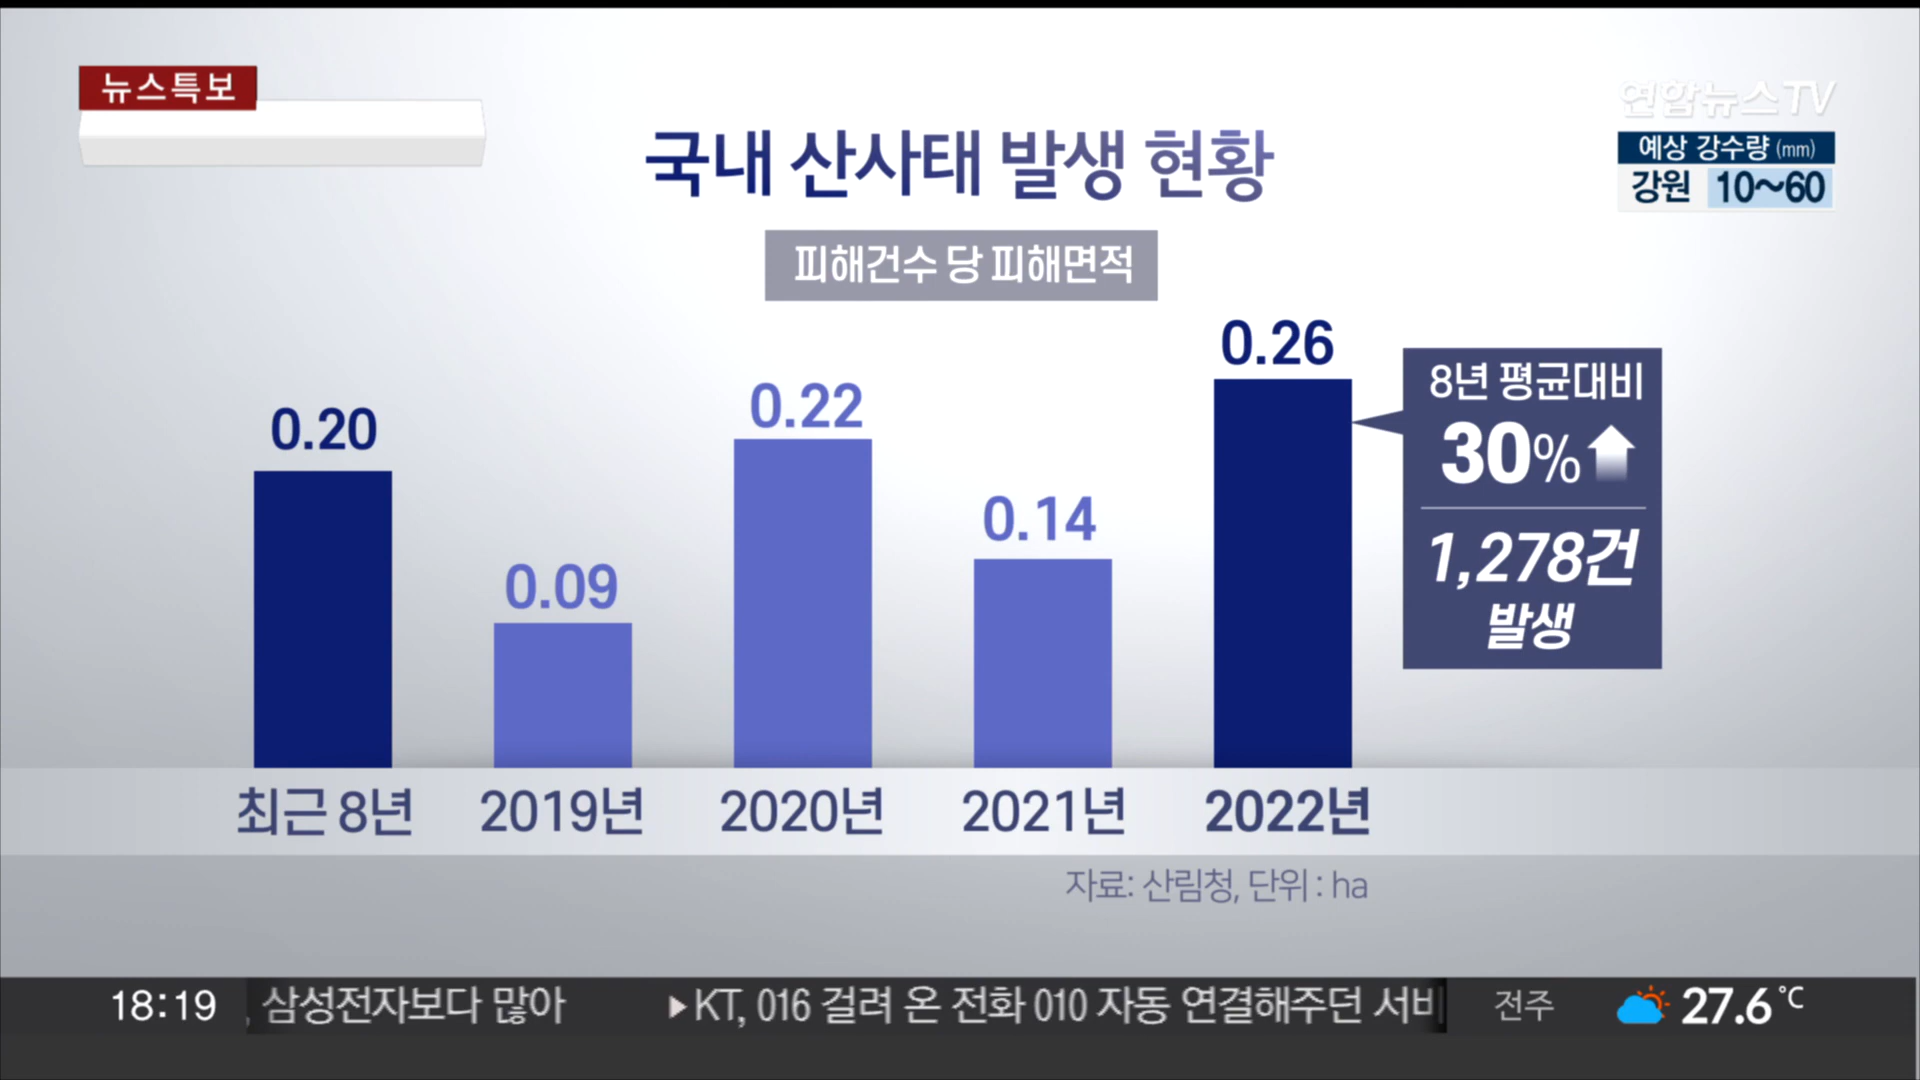 뉴스특보
연합뉴스TV
예상 강수량 (mm)
강원 10~60
국내 산사태 발생 현황
피해건수 당 피해면적
0.20
0.09
0.22
0.14
0.26
8년 평균대비
30%
1,278건
발생
최근 8년
2019년
2020년
2021년
2022년
자료: 산림청, 단위 : ha
18:19
, 삼성전자보다 많아
▶KT, 016 걸려 온 전화 010 자동 연결해주던 서비
전주
27.6℃